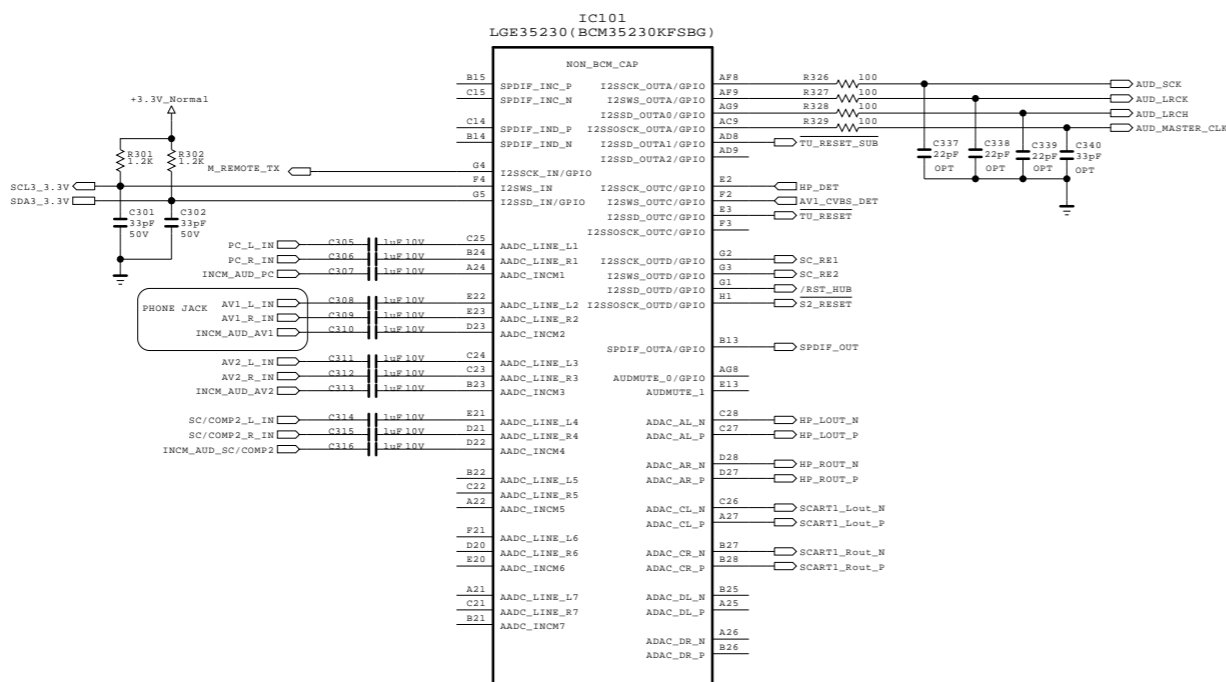 IC101
LGE35230(BCM35230KFSBG)
NON_BCM_CAP
+3.3V_Normal
R301
1.2K
R302
1.2K
SCL3_3.3V
SDA3_3.3V
C301
33pF
50V
C302
33pF
50V
M_REMOTE_TX
B15 SPDIF_INC_P
C15 SPDIF_INC_N
C14 SPDIF_IND_P
B14 SPDIF_IND_N
G4 I2SSCK_IN/GPIO
F4 I2SWS_IN
G5 I2SSD_IN/GPIO
PC_L_IN C305 1uF 10V C25 AADC_LINE_L1
PC_R_IN C306 1uF 10V B24 AADC_LINE_R1
INCM_AUD_PC C307 1uF 10V A24 AADC_INCM1
PHONE JACK
AV1_L_IN C308 1uF 10V E22 AADC_LINE_L2
AV1_R_IN C309 1uF 10V E23 AADC_LINE_R2
INCM_AUD_AV1 C310 1uF 10V D23 AADC_INCM2
AV2_L_IN C311 1uF 10V C24 AADC_LINE_L3
AV2_R_IN C312 1uF 10V C23 AADC_LINE_R3
INCM_AUD_AV2 C313 1uF 10V B23 AADC_INCM3
SC/COMP2_L_IN C314 1uF 10V E21 AADC_LINE_L4
SC/COMP2_R_IN C315 1uF 10V D21 AADC_LINE_R4
INCM_AUD_SC/COMP2 C316 1uF 10V D22 AADC_INCM4
B22 AADC_LINE_L5
C22 AADC_LINE_R5
A22 AADC_INCM5
F21 AADC_LINE_L6
D20 AADC_LINE_R6
E20 AADC_INCM6
A21 AADC_LINE_L7
C21 AADC_LINE_R7
B21 AADC_INCM7
I2SSCK_OUTA/GPIO AF8 R326 100 AUD_SCK
I2SWS_OUTA/GPIO AF9 R327 100 AUD_LRCK
I2SSD_OUTA0/GPIO AG9 R328 100 AUD_LRCH
I2SSOSCK_OUTA/GPIO AC9 R329 100 AUD_MASTER_CLK
I2SSD_OUTA1/GPIO AD8 TU_RESET_SUB
I2SSD_OUTA2/GPIO AD9
C337
22pF
OPT
C338
22pF
OPT
C339
22pF
OPT
C340
33pF
OPT
I2SSCK_OUTC/GPIO E2 HP_DET
I2SWS_OUTC/GPIO F2 AV1_CVBS_DET
I2SSD_OUTC/GPIO E3 TU_RESET
I2SSOSCK_OUTC/GPIO F3
I2SSCK_OUTD/GPIO G2 SC_RE1
I2SWS_OUTD/GPIO G3 SC_RE2
I2SSD_OUTD/GPIO G1 /RST_HUB
I2SSOSCK_OUTD/GPIO H1 S2_RESET
SPDIF_OUTA/GPIO B13 SPDIF_OUT
AUDMUTE_0/GPIO AG8
AUDMUTE_1 E13
ADAC_AL_N C28 HP_LOUT_N
ADAC_AL_P C27 HP_LOUT_P
ADAC_AR_N D28 HP_ROUT_N
ADAC_AR_P D27 HP_ROUT_P
ADAC_CL_N C26 SCART1_Lout_N
ADAC_CL_P A27 SCART1_Lout_P
ADAC_CR_N B27 SCART1_Rout_N
ADAC_CR_P B28 SCART1_Rout_P
ADAC_DL_N B25
ADAC_DL_P A25
ADAC_DR_N A26
ADAC_DR_P B26